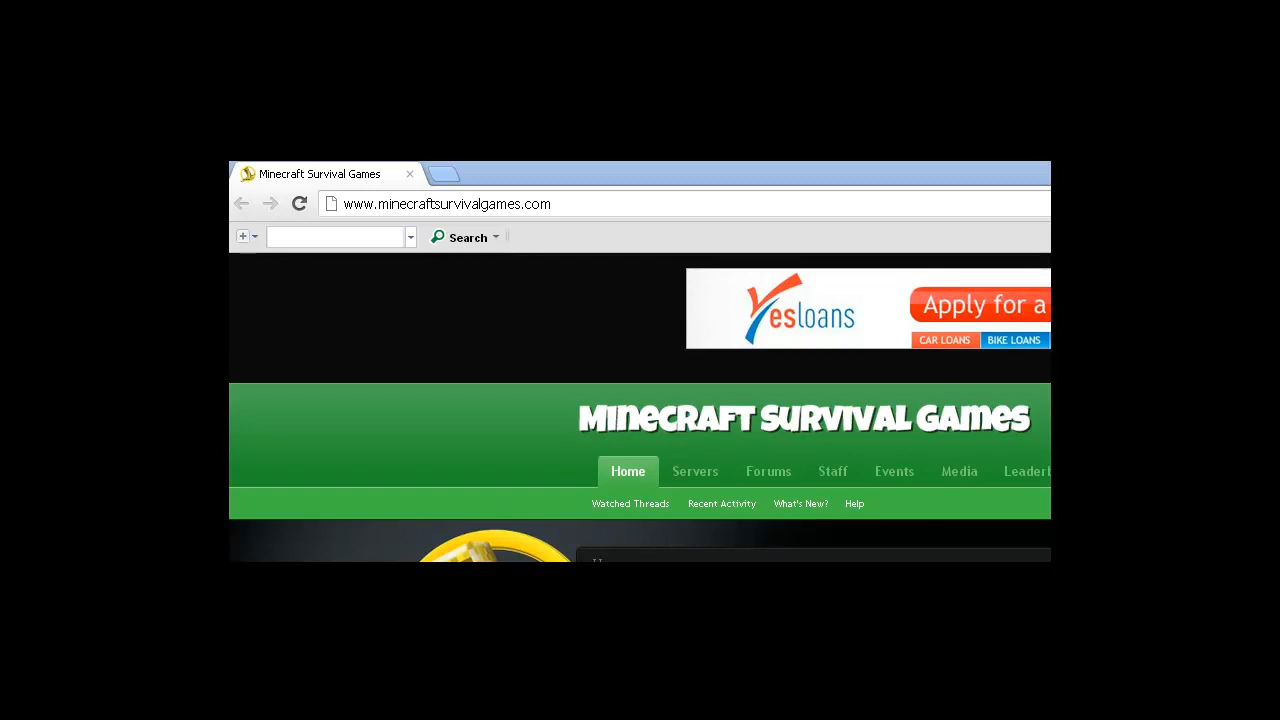 Minecraft Survival Games
www.minecraftsurvivalgames.com
Search
Yesloans
Apply for a
CAR LOANS BIKE LOANS
Minecraft Survival Games
Home Servers Forums Staff Events Media
Watched Threads Recent Activity What's New? Help